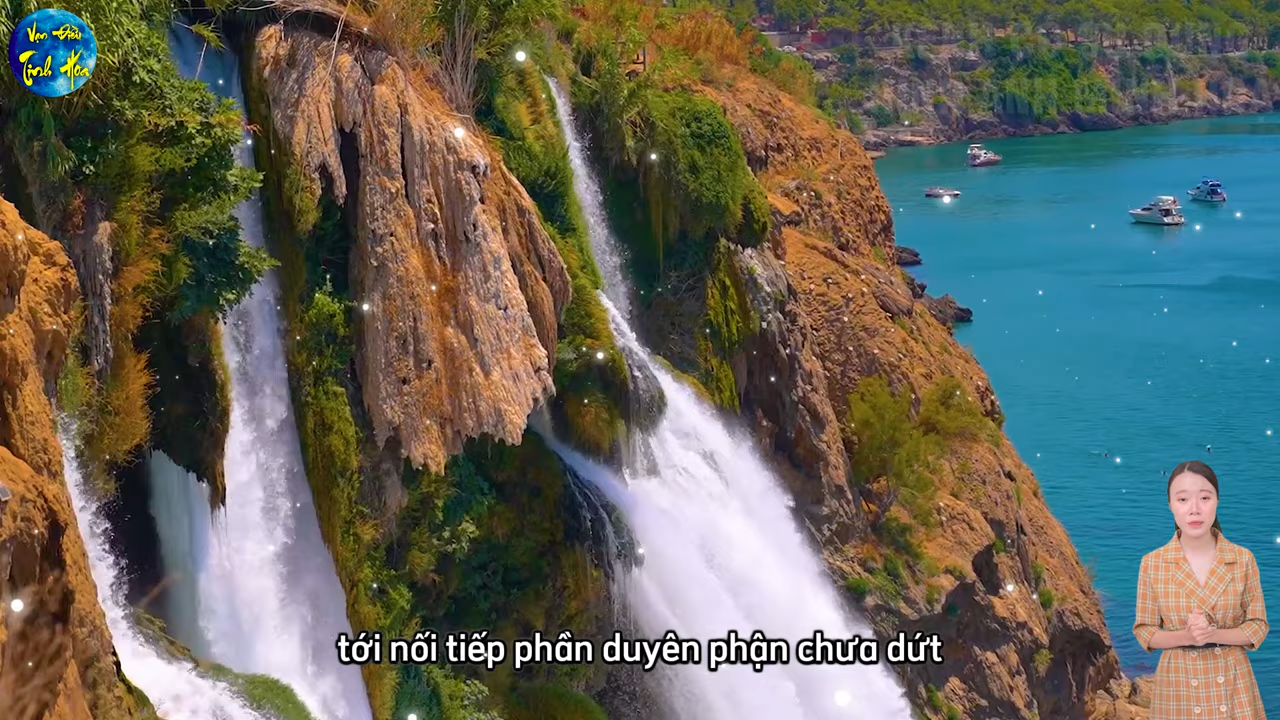 Vạn Điều
Tinh Hoa
tới nối tiếp phần duyên phận chưa dứt